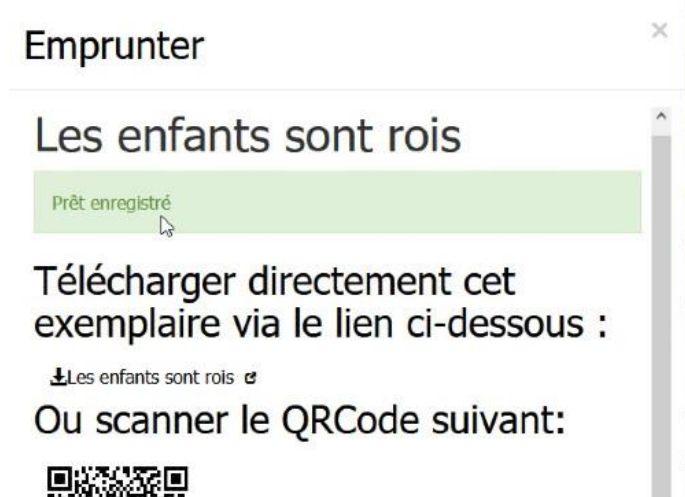 Emprunter
Les enfants sont rois
Prêt enregistré
Télécharger directement cet
exemplaire via le lien ci-dessous :
Les enfants sont rois
Ou scanner le QRCode suivant: